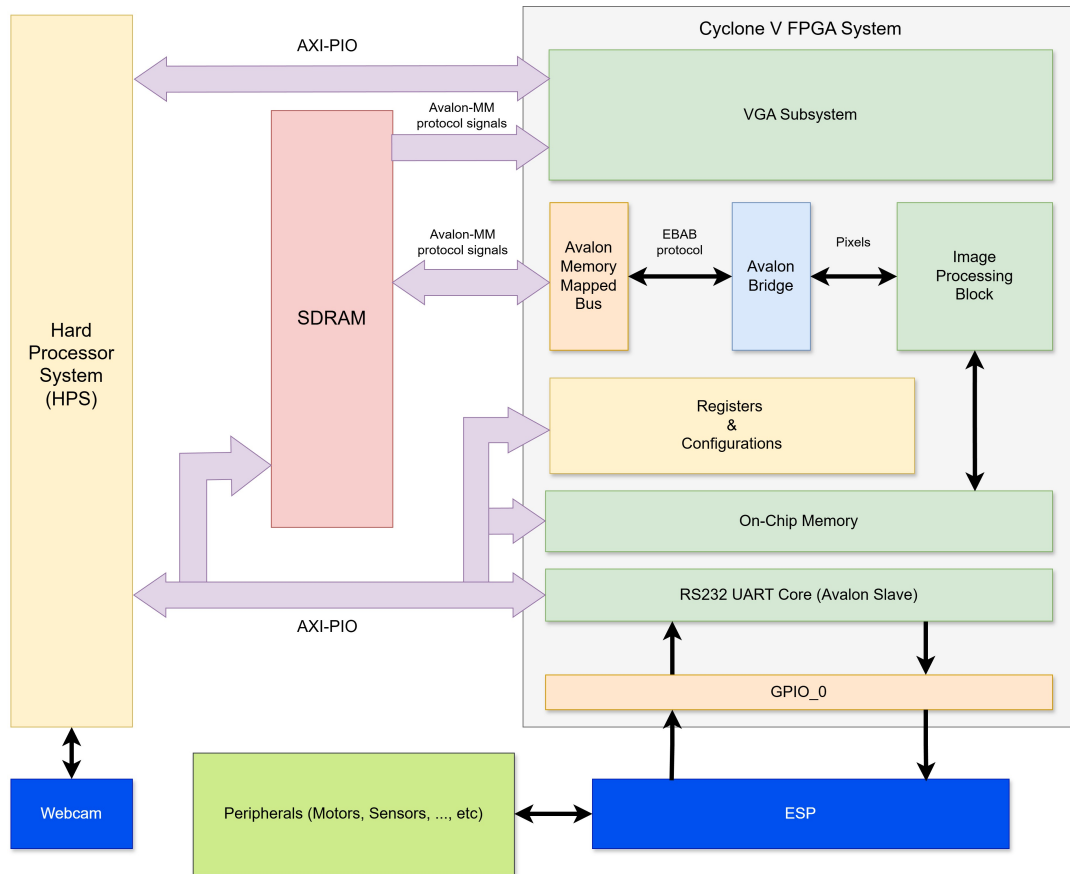 Cyclone V FPGA System
AXI-PIO
Avalon-MM
protocol signals
VGA Subsystem
Avalon-MM
protocol signals
Avalon
Memory
Mapped
Bus
EBAB
protocol
Avalon
Bridge
Pixels
Image
Processing
Block
SDRAM
Hard
Processor
System
(HPS)
Registers
&
Configurations
On-Chip Memory
RS232 UART Core (Avalon Slave)
AXI-PIO
GPIO_0
Webcam
Peripherals (Motors, Sensors, ..., etc)
ESP